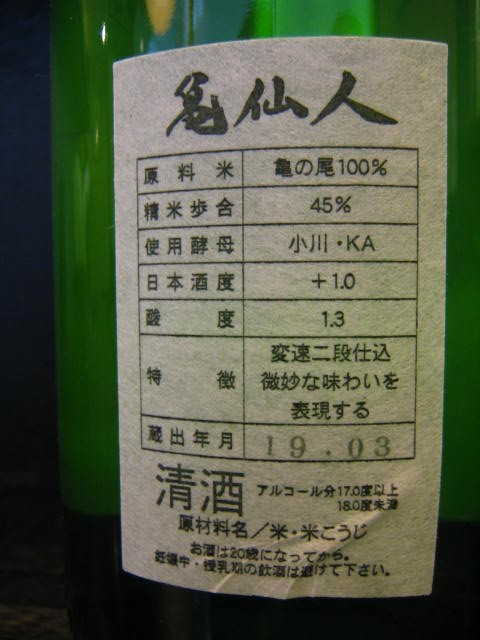 亀仙人
原料米 亀の尾100%
精米歩合 45%
使用酵母 小川・KA
日本酒度 +1.0
酸度 1.3
特徴 変速二段仕込
微妙な味わいを
表現する
蔵出年月 19.03
清酒 アルコール分17.0度以上
18.0度未満
原材料名/米・米こうじ
お酒は20歳になってから。
妊娠中・授乳期の飲酒は避けて下さい。